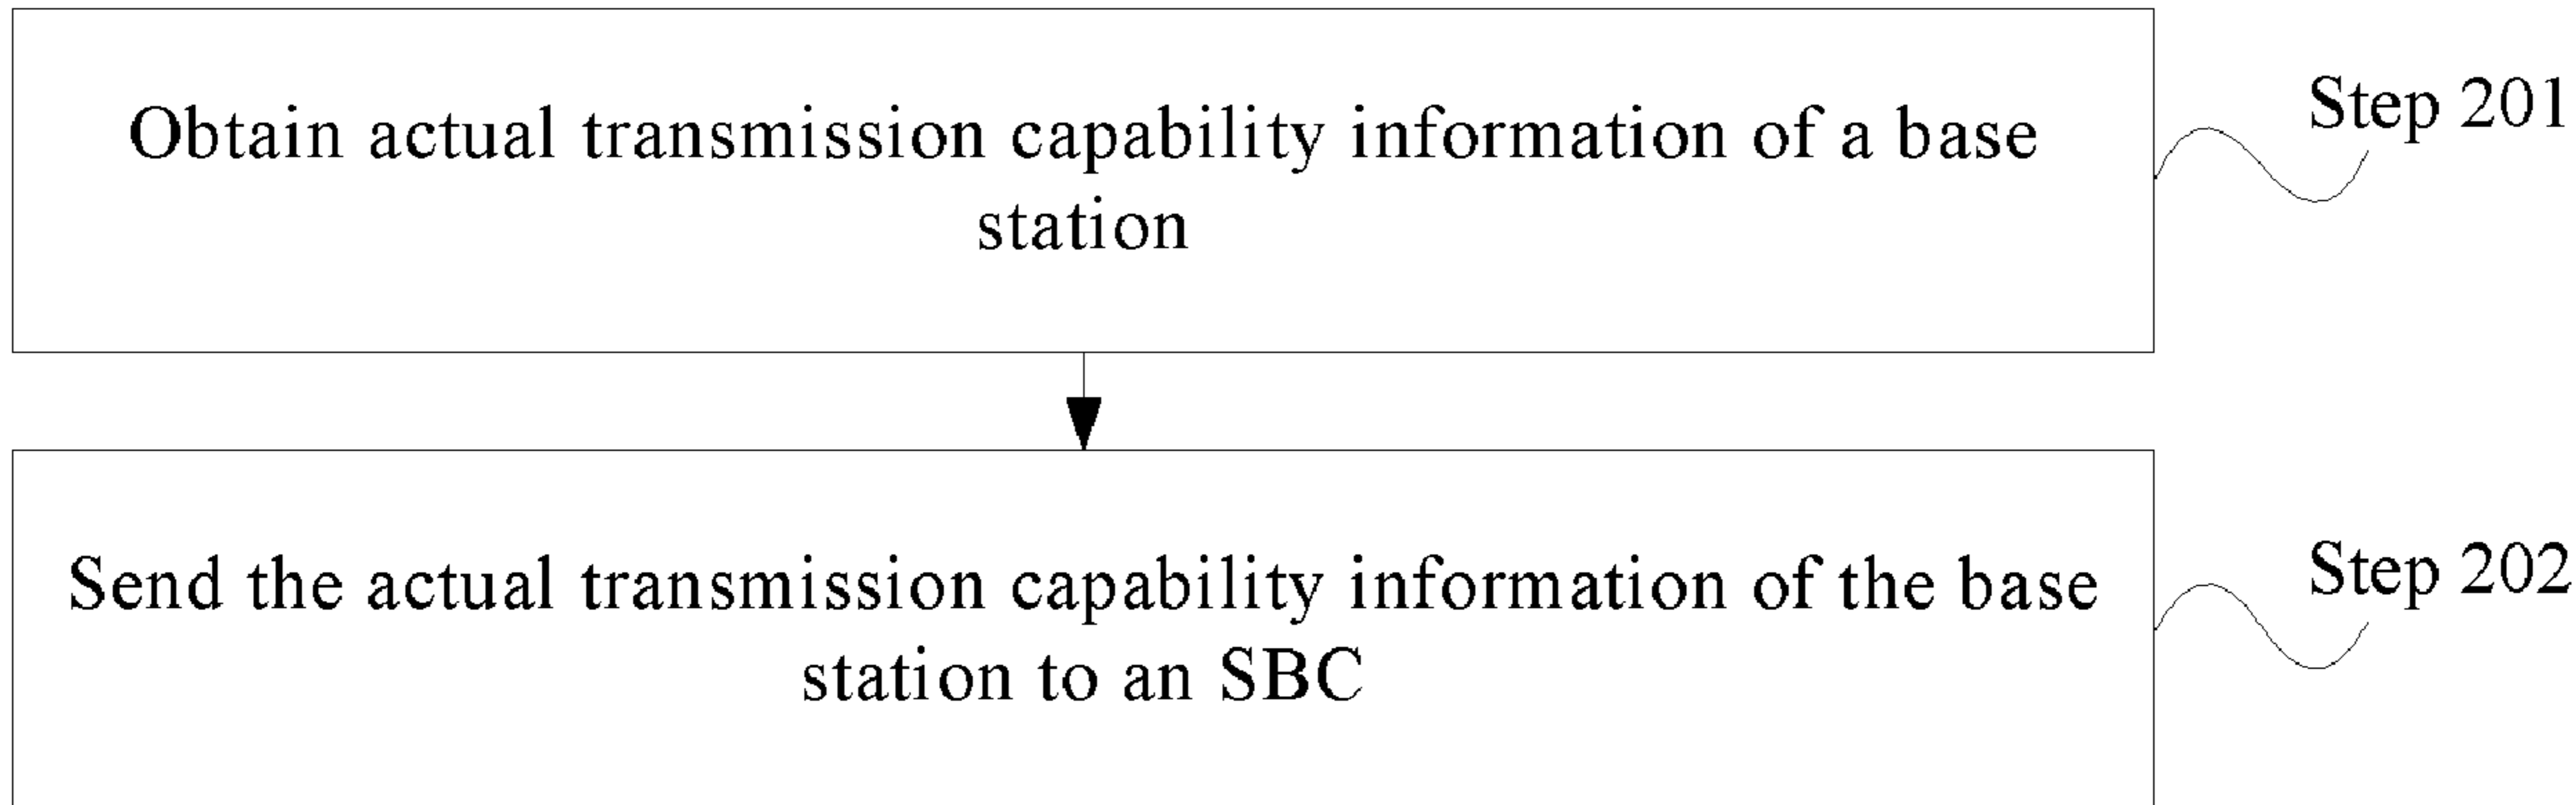 Obtain actual transmission capability information of a base
station
Step 201
Send the actual transmission capability information of the base
station to an SBC
Step 202